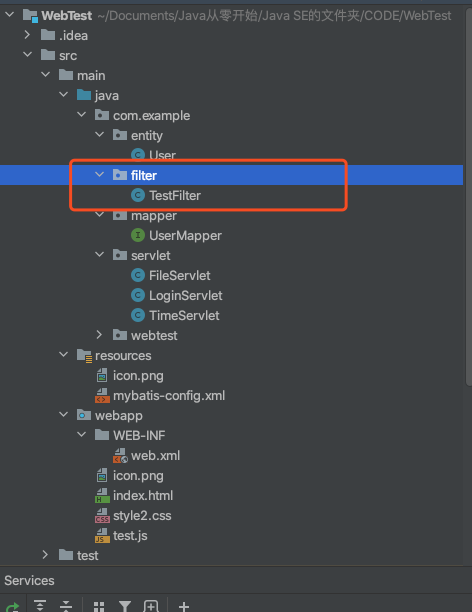 WebTest ~/Documents/Java从零开始/Java SE的文件夹/CODE/WebTest
.idea
src
main
java
com.example
entity
User
filter
TestFilter
mapper
UserMapper
servlet
FileServlet
LoginServlet
TimeServlet
webtest
resources
icon.png
mybatis-config.xml
webapp
WEB-INF
web.xml
icon.png
index.html
style2.css
test.js
test
Services